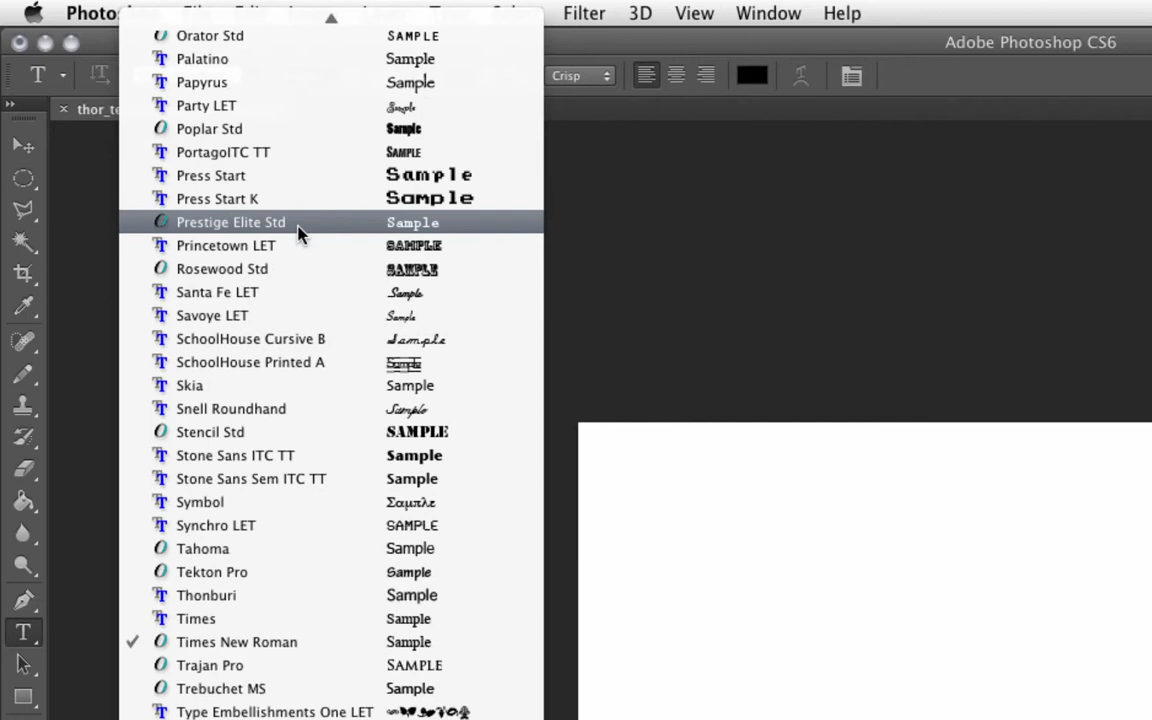 Photo Filter 3D View Window Help
Adobe Photoshop CS6
T Crisp
× thor_te
Orator Std SAMPLE
Palatino Sample
Papyrus Sample
Party LET Sample
Poplar Std Sample
PortagoITC TT SAMPLE
Press Start Sample
Press Start K Sample
Prestige Elite Std Sample
Princetown LET SAMPLE
Rosewood Std SAMPLE
Santa Fe LET Sample
Savoye LET Sample
SchoolHouse Cursive B Sample
SchoolHouse Printed A Sample
Skia Sample
Snell Roundhand Sample
Stencil Std SAMPLE
Stone Sans ITC TT Sample
Stone Sans Sem ITC TT Sample
Symbol Σαμπλε
Synchro LET SAMPLE
Tahoma Sample
Tekton Pro Sample
Thonburi Sample
Times Sample
Times New Roman Sample
Trajan Pro SAMPLE
Trebuchet MS Sample
Type Embellishments One LET